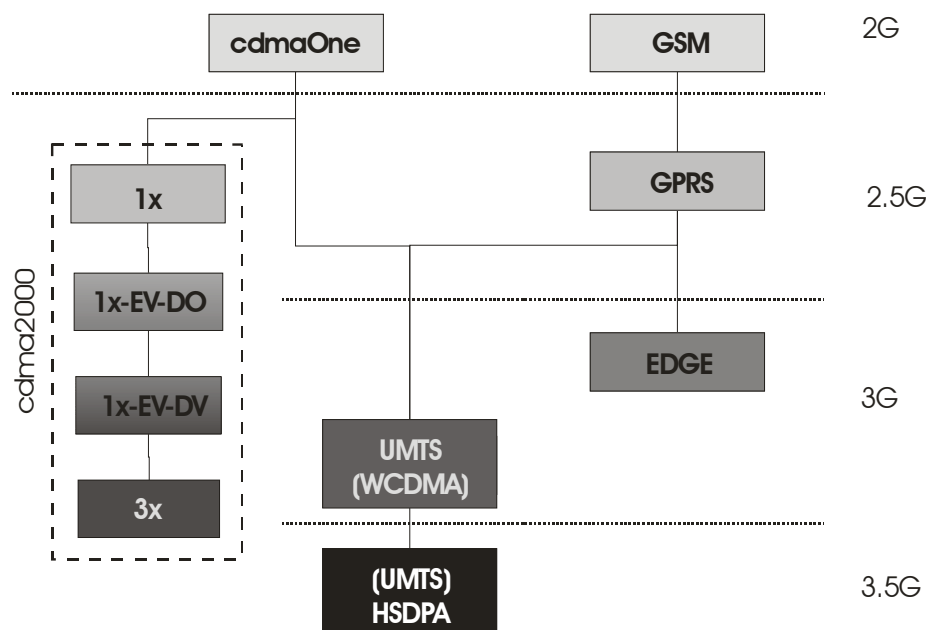 cdmaOne
GSM
2G
1x
GPRS
2.5G
cdma2000
1x-EV-DO
EDGE
1x-EV-DV
3G
UMTS
(WCDMA)
3x
(UMTS)
HSDPA
3.5G